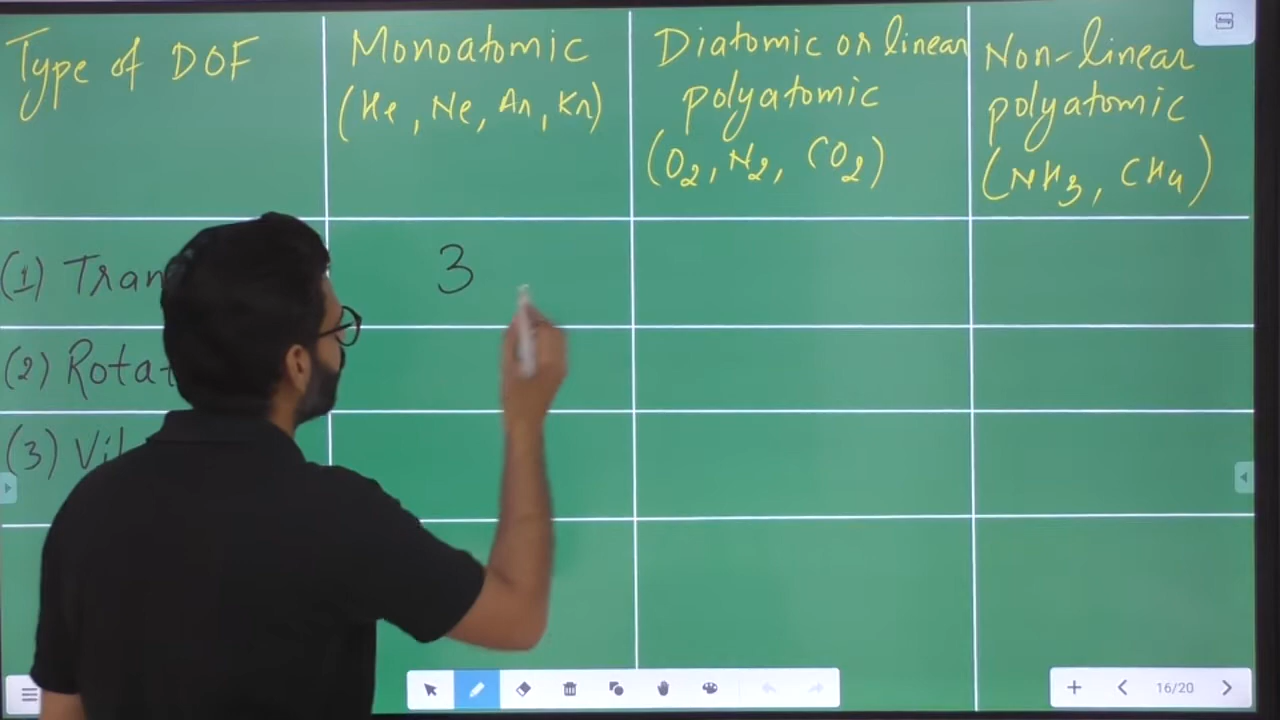 Type of DOF
Monoatomic
(He, Ne, Ar, Kr)
Diatomic or linear
polyatomic
(O2, N2, CO2)
Non-linear
polyatomic
(NH3, CH4)
(1) Tran
3
(2) Rotat
(3) Vi
16/20